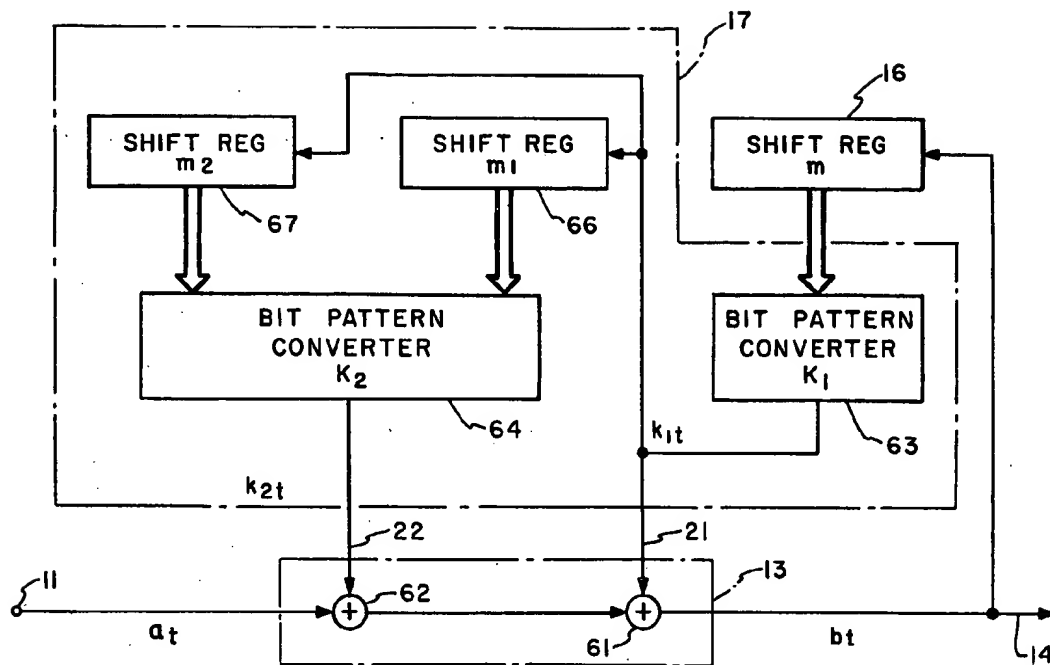 17
16
SHIFT REG
m2
SHIFT REG
m1
SHIFT REG
m
67
66
BIT PATTERN
CONVERTER
K2
BIT PATTERN
CONVERTER
K1
64
63
k1t
k2t
22
21
13
11
+
62
+
61
at
bt
14